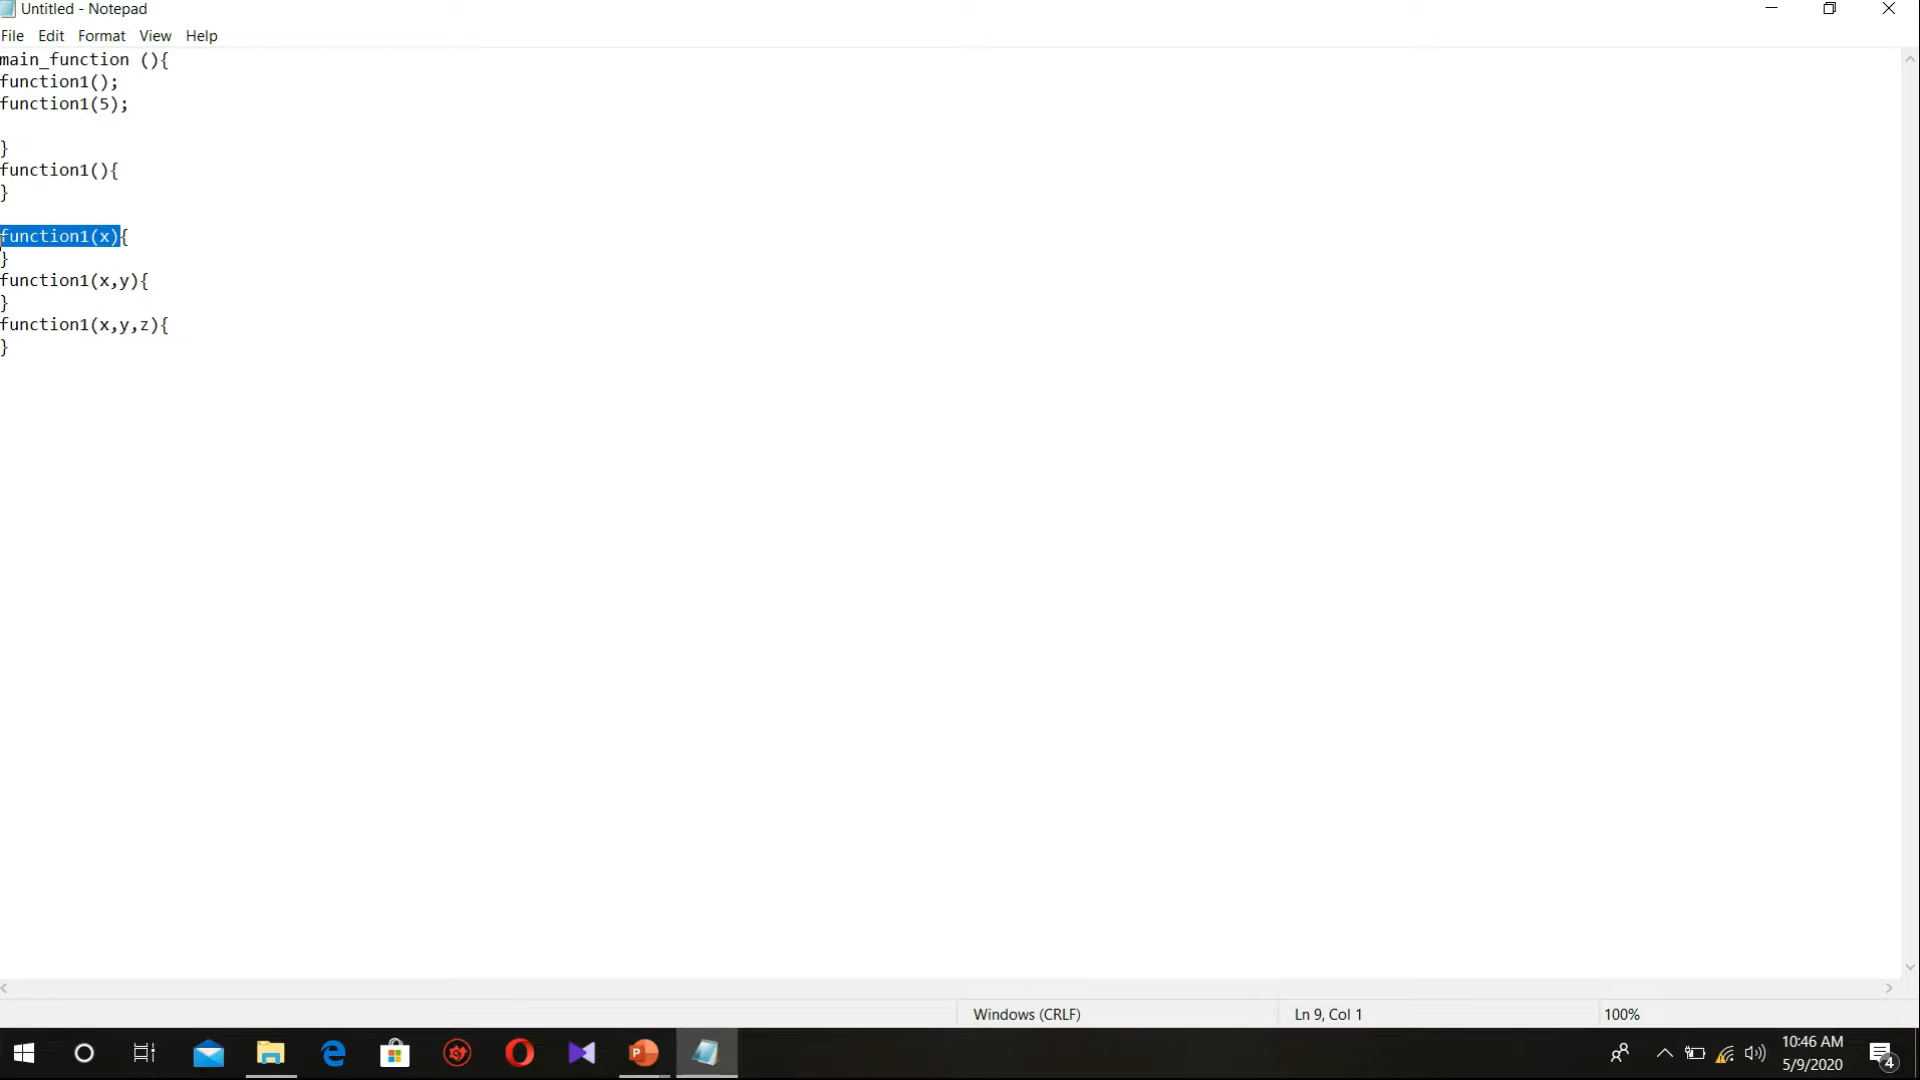 Untitled - Notepad
File Edit Format View Help
main_function (){
function1();
function1(5);
}
function1(){
}
function1(x){
}
function1(x,y){
}
function1(x,y,z){
}
Windows (CRLF) Ln 9, Col 1 100%
10:46 AM
5/9/2020
4